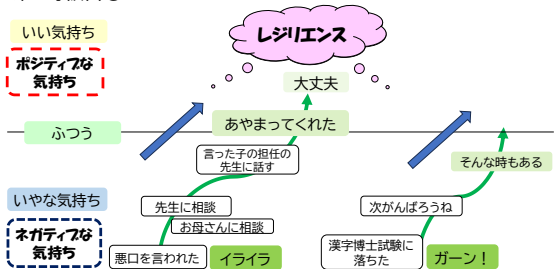 いい気持ち
ポジティブな
気持ち
レジリエンス
大丈夫
ふつう
あやまってくれた
言った子の担任の
先生に話す
そんな時もある
いやな気持ち
先生に相談
お母さんに相談
次がんばろうね
ネガティブな
気持ち
悪口を言われた
イライラ
漢字博士試験に
落ちた
ガーン！